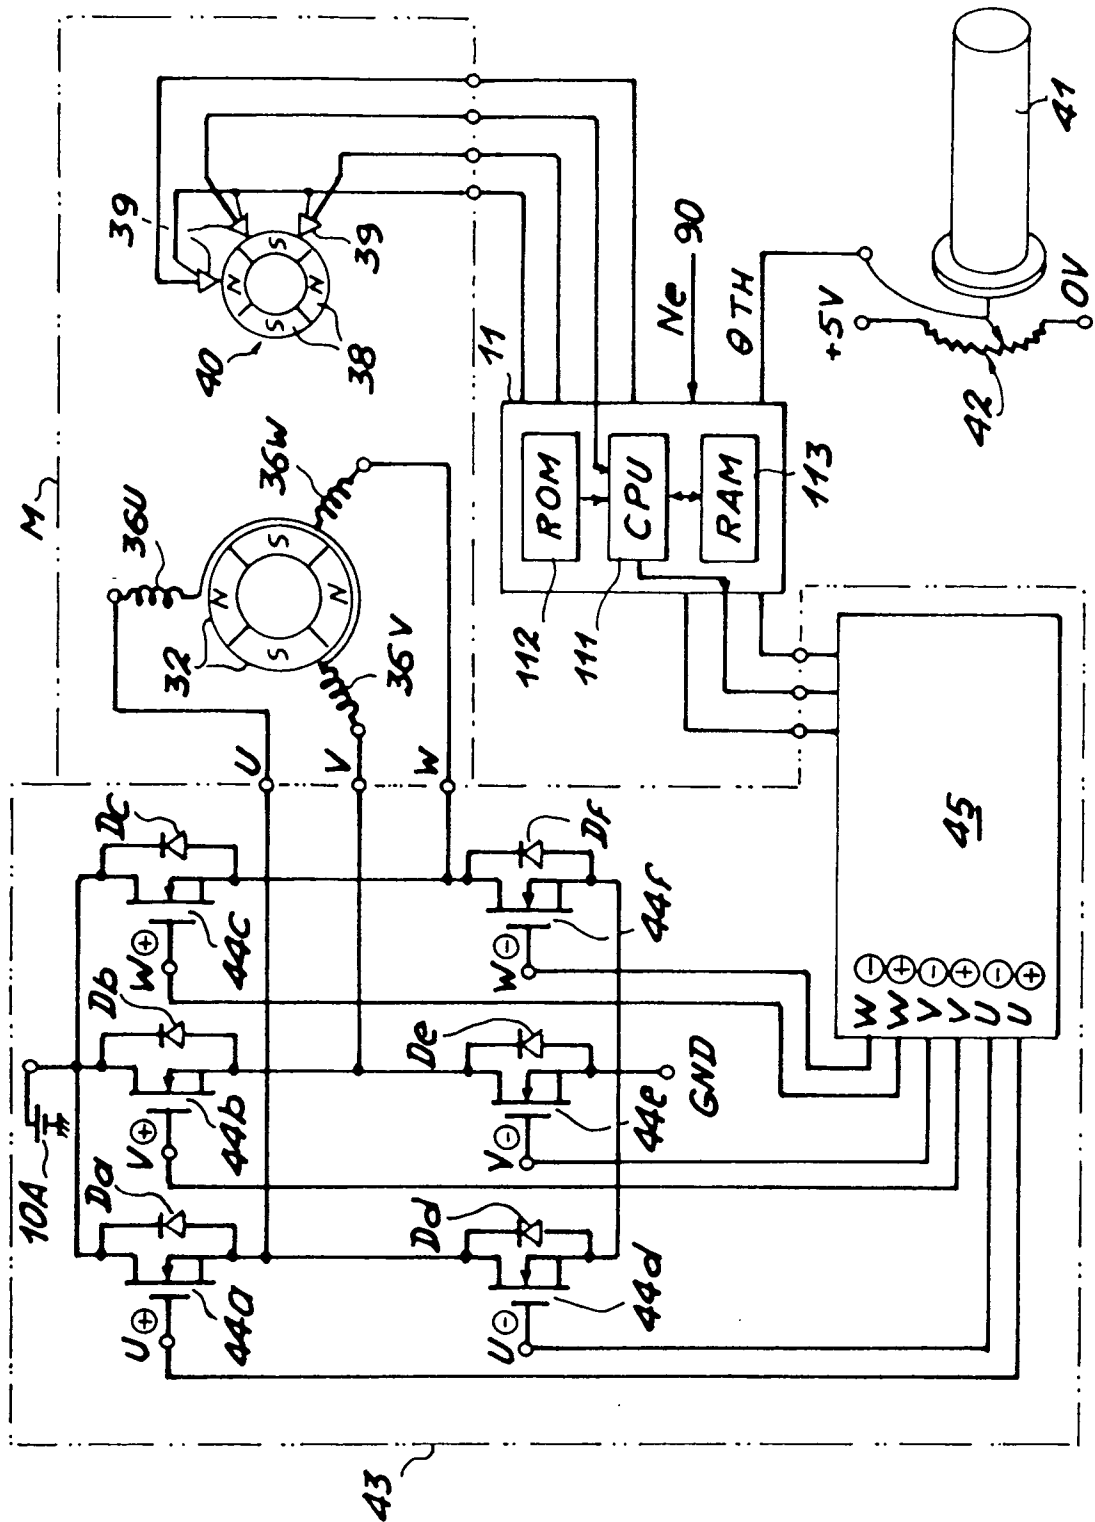 43
10A
Da
Db
Dc
U⊕
V⊕
W⊕
44a
44b
44c
U
V
W
Dd
De
Df
U⊖
V⊖
W⊖
44d
44e
44f
GND
W⊖
W⊕
V⊖
V⊕
U⊖
U⊕
45
M
36U
36V
36W
32
N
S
N
S
39
39
40
38
N
S
N
S
11
ROM
CPU
RAM
112
111
113
Ne
90
θTH
+5V
0V
42
41